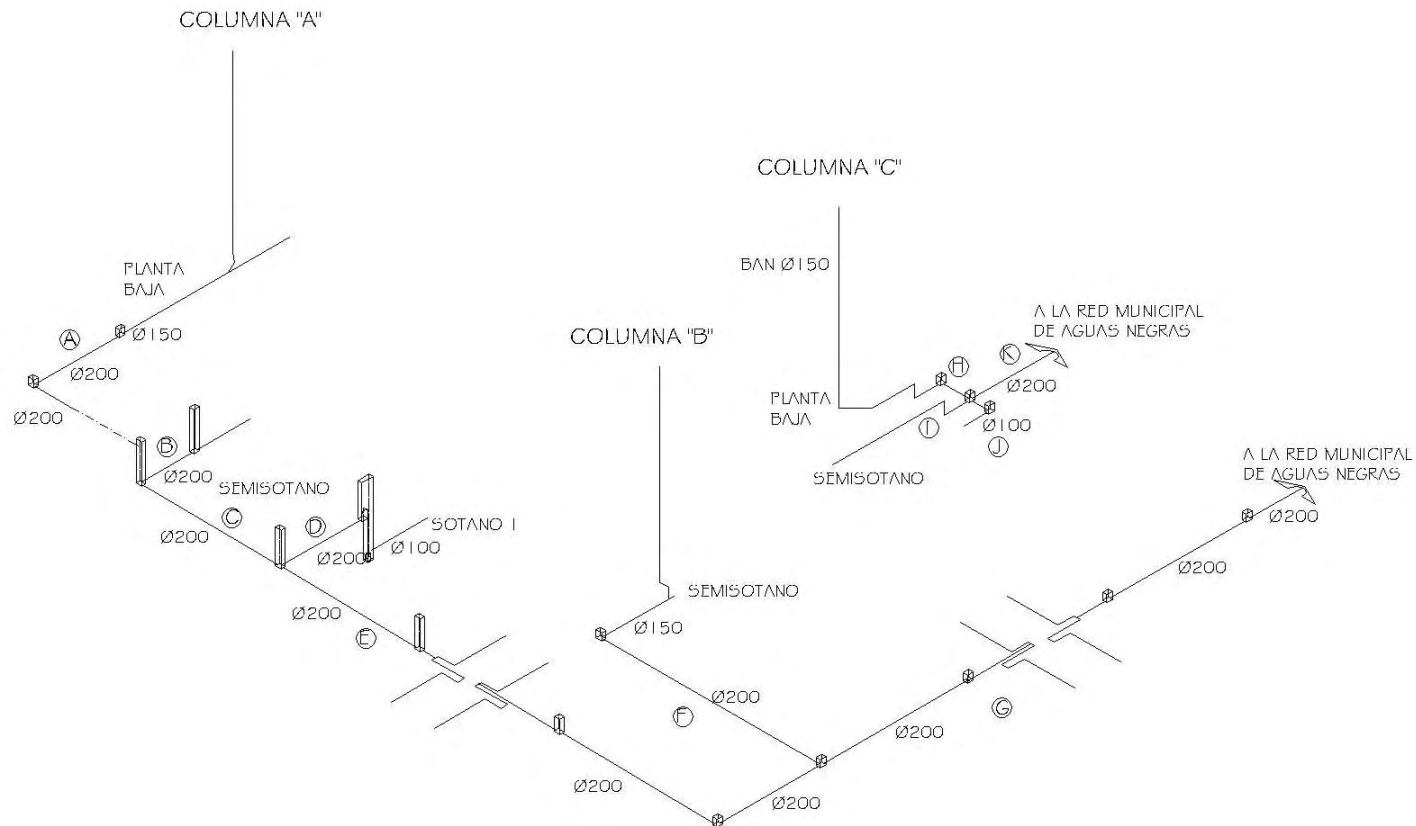 COLUMNA "A"
COLUMNA "C"
BAN Ø150
PLANTA
BAJA
A LA RED MUNICIPAL
DE AGUAS NEGRAS
Ø150
A
COLUMNA "B"
H
K
Ø200
Ø200
PLANTA
BAJA
Ø200
I
Ø100
J
B
Ø200
SEMISOTANO
SEMISOTANO
A LA RED MUNICIPAL
DE AGUAS NEGRAS
C
D
SOTANO 1
Ø200
Ø200
Ø200
Ø100
Ø200
SEMISOTANO
Ø200
Ø150
E
Ø200
F
G
Ø200
Ø200
Ø200